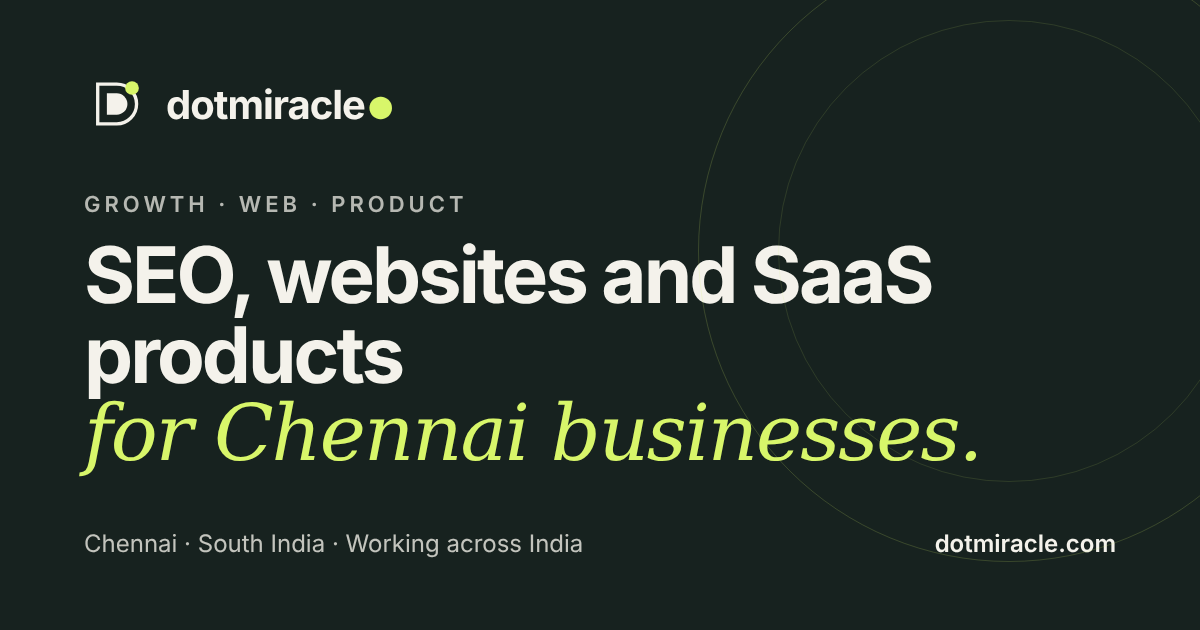 dotmiracle
GROWTH · WEB · PRODUCT
SEO, websites and SaaS
products
for Chennai businesses.
Chennai · South India · Working across India
dotmiracle.com